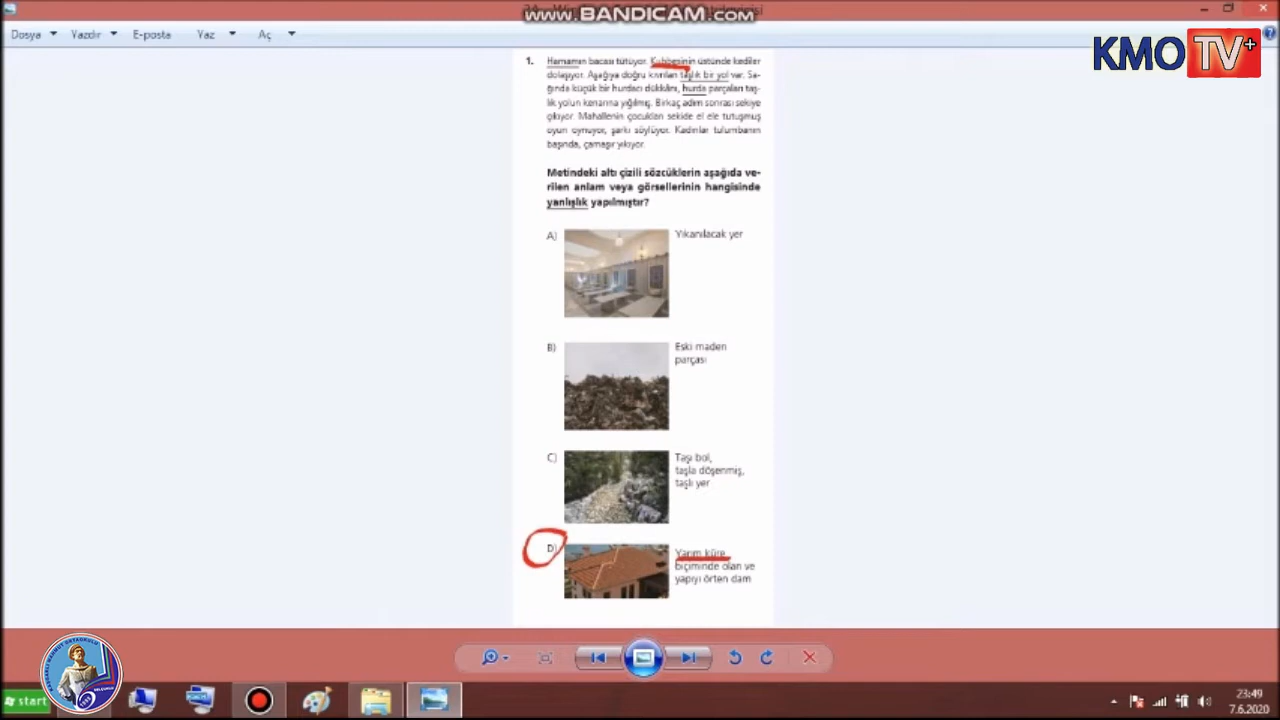 www.BANDICAM.com
Dosya Yazdır E-posta Yaz Aç
KMO TV+
1. Hamamın bacası tütüyor. Kubbesinin üstünde kediler
dolaşıyor. Aşağıya doğru kıvrılan taşlık bir yol var. Sa-
ğında küçük bir hurdacı dükkânı, hurda parçaları taş-
lık yolun kenarına yığılmış. Birkaç adım sonrası sekiye
çıkıyor. Mahallenin çocukları sekide el ele tutuşmuş
oyun oynuyor, şarkı söylüyor. Kadınlar tulumbanın
başında, çamaşır yıkıyor.
Metindeki altı çizili sözcüklerin aşağıda ve-
rilen anlam veya görsellerinin hangisinde
yanlışlık yapılmıştır?
A) Yıkanılacak yer
B) Eski maden
parçası
C) Taşı bol,
taşla döşenmiş,
taşlı yer
D) Yarım küre
biçiminde olan ve
yapıyı örten dam
start
23:49
7.6.2020